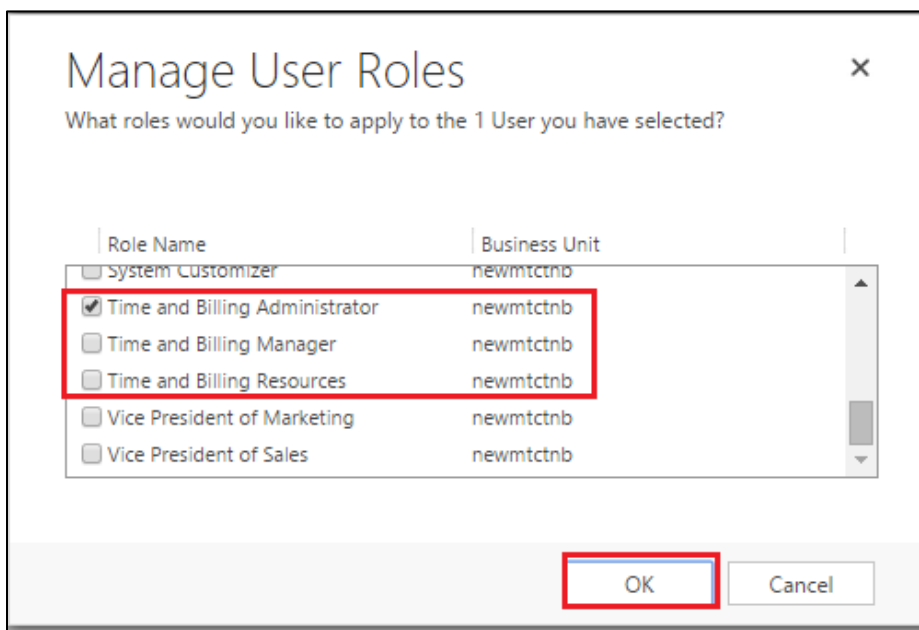 Manage User Roles
What roles would you like to apply to the 1 User you have selected?
Role Name Business Unit
System Customizer newmtctnb
Time and Billing Administrator newmtctnb
Time and Billing Manager newmtctnb
Time and Billing Resources newmtctnb
Vice President of Marketing newmtctnb
Vice President of Sales newmtctnb
OK Cancel